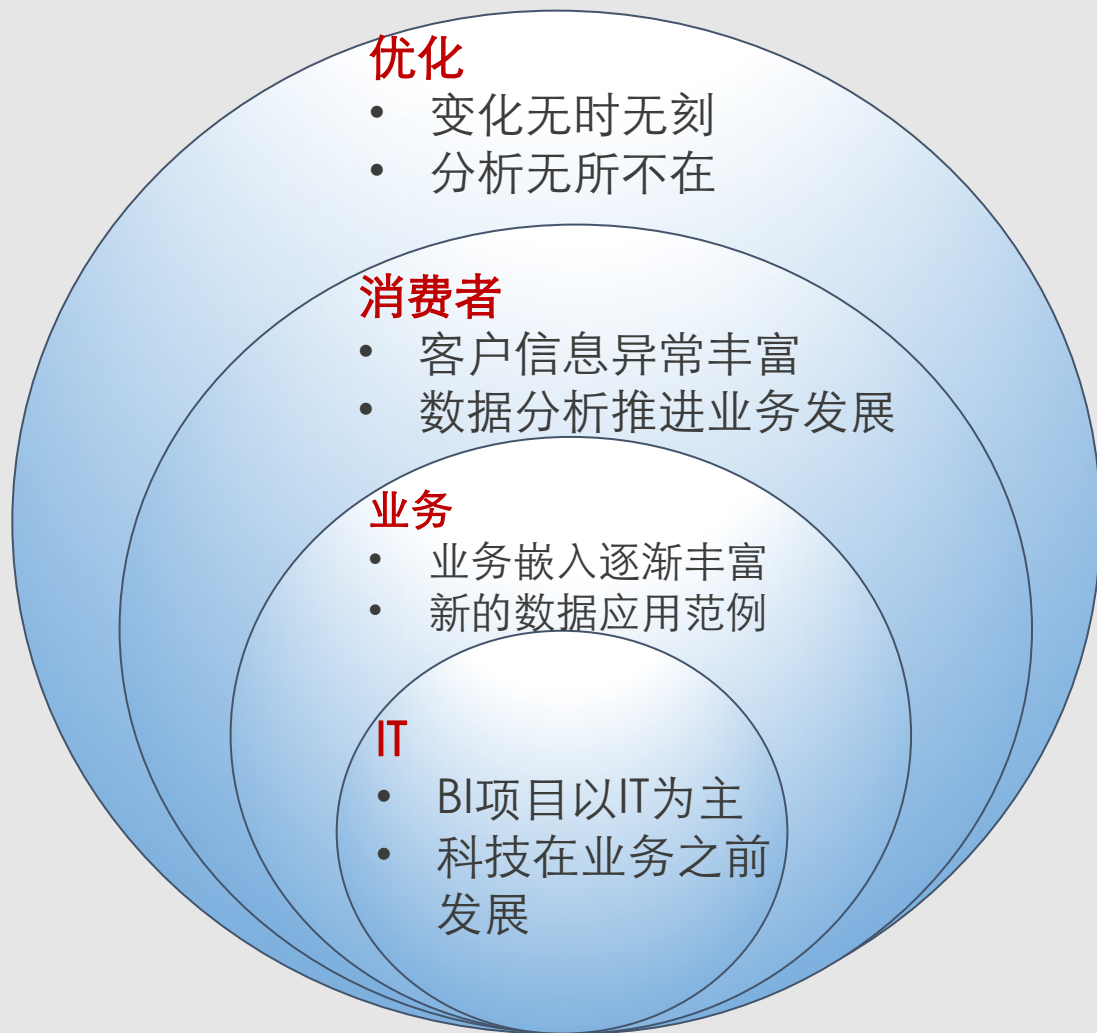 优化
• 变化无时无刻
• 分析无所不在
消费者
• 客户信息异常丰富
• 数据分析推进业务发展
业务
• 业务嵌入逐渐丰富
• 新的数据应用范例
IT
• BI项目以IT为主
• 科技在业务之前
发展